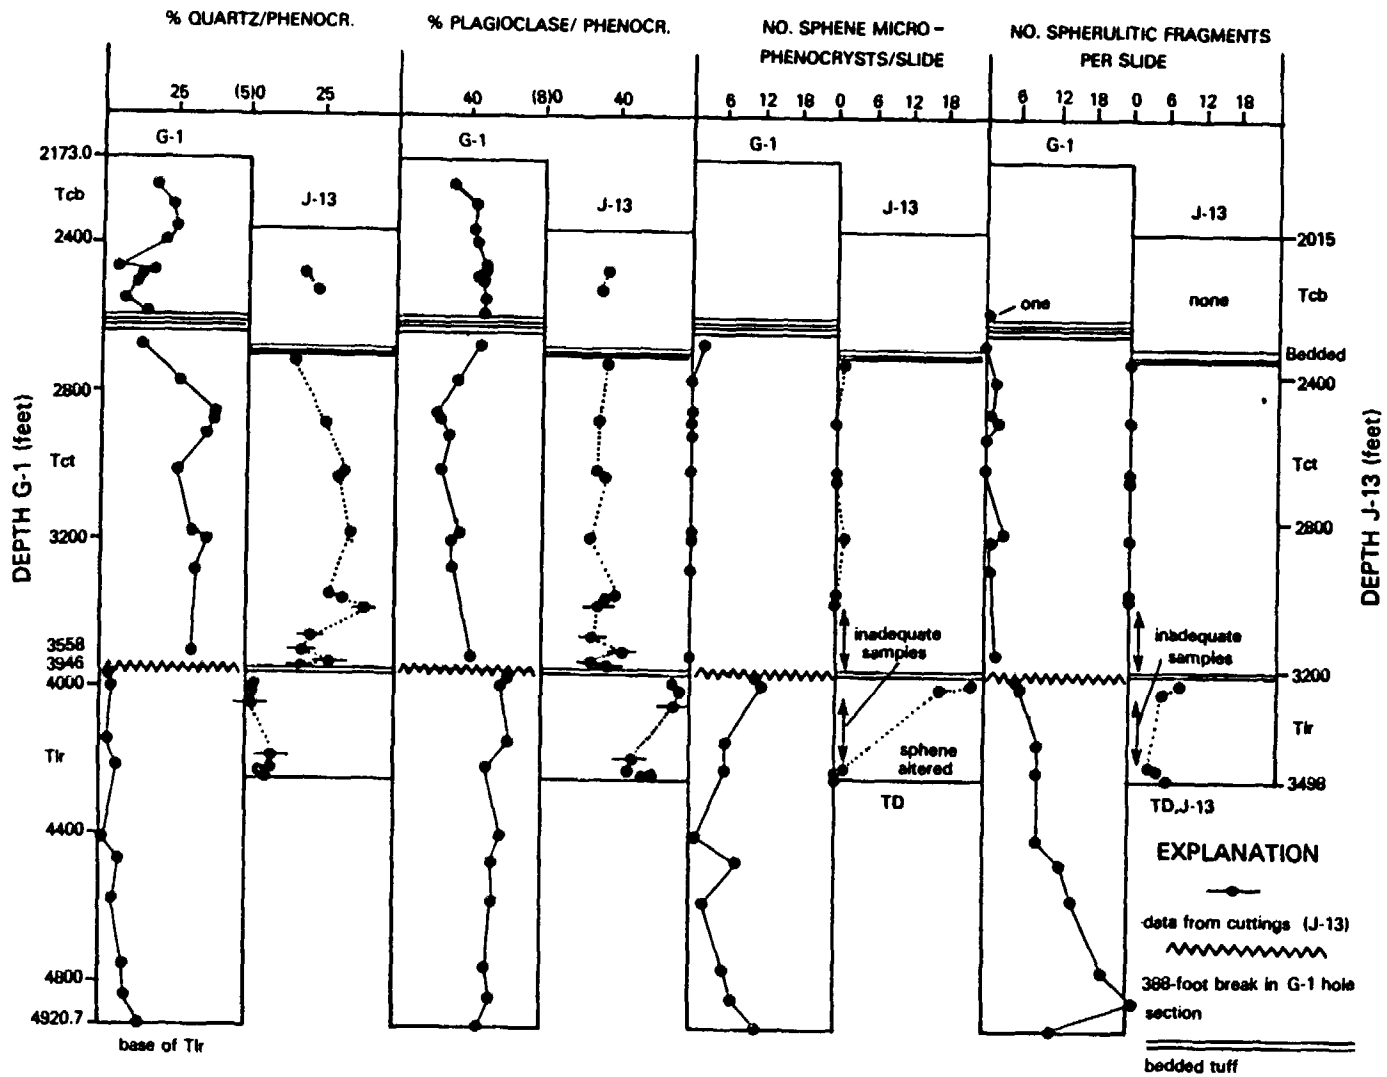 % QUARTZ/PHENOCR.
% PLAGIOCLASE/ PHENOCR.
NO. SPHENE MICRO-
PHENOCRYSTS/SLIDE
NO. SPHERULITIC FRAGMENTS
PER SLIDE
25 (5)0 25
40 (8)0 40
6 12 18 0 6 12 18
6 12 18 0 6 12 18
G-1
G-1
G-1
G-1
J-13
J-13
J-13
J-13
DEPTH G-1 (feet)
2173.0
Tcb
2400
2800
Tct
3200
3558
3946
4000
Tlr
4400
4800
4920.7
base of Tlr
one
none
inadequate
samples
sphene
altered
TD
inadequate
samples
TD,J-13
2015
Tcb
Bedded
2400
Tct
2800
3200
Tlr
3498
DEPTH J-13 (feet)
EXPLANATION
data from cuttings (J-13)
388-foot break in G-1 hole
section
bedded tuff